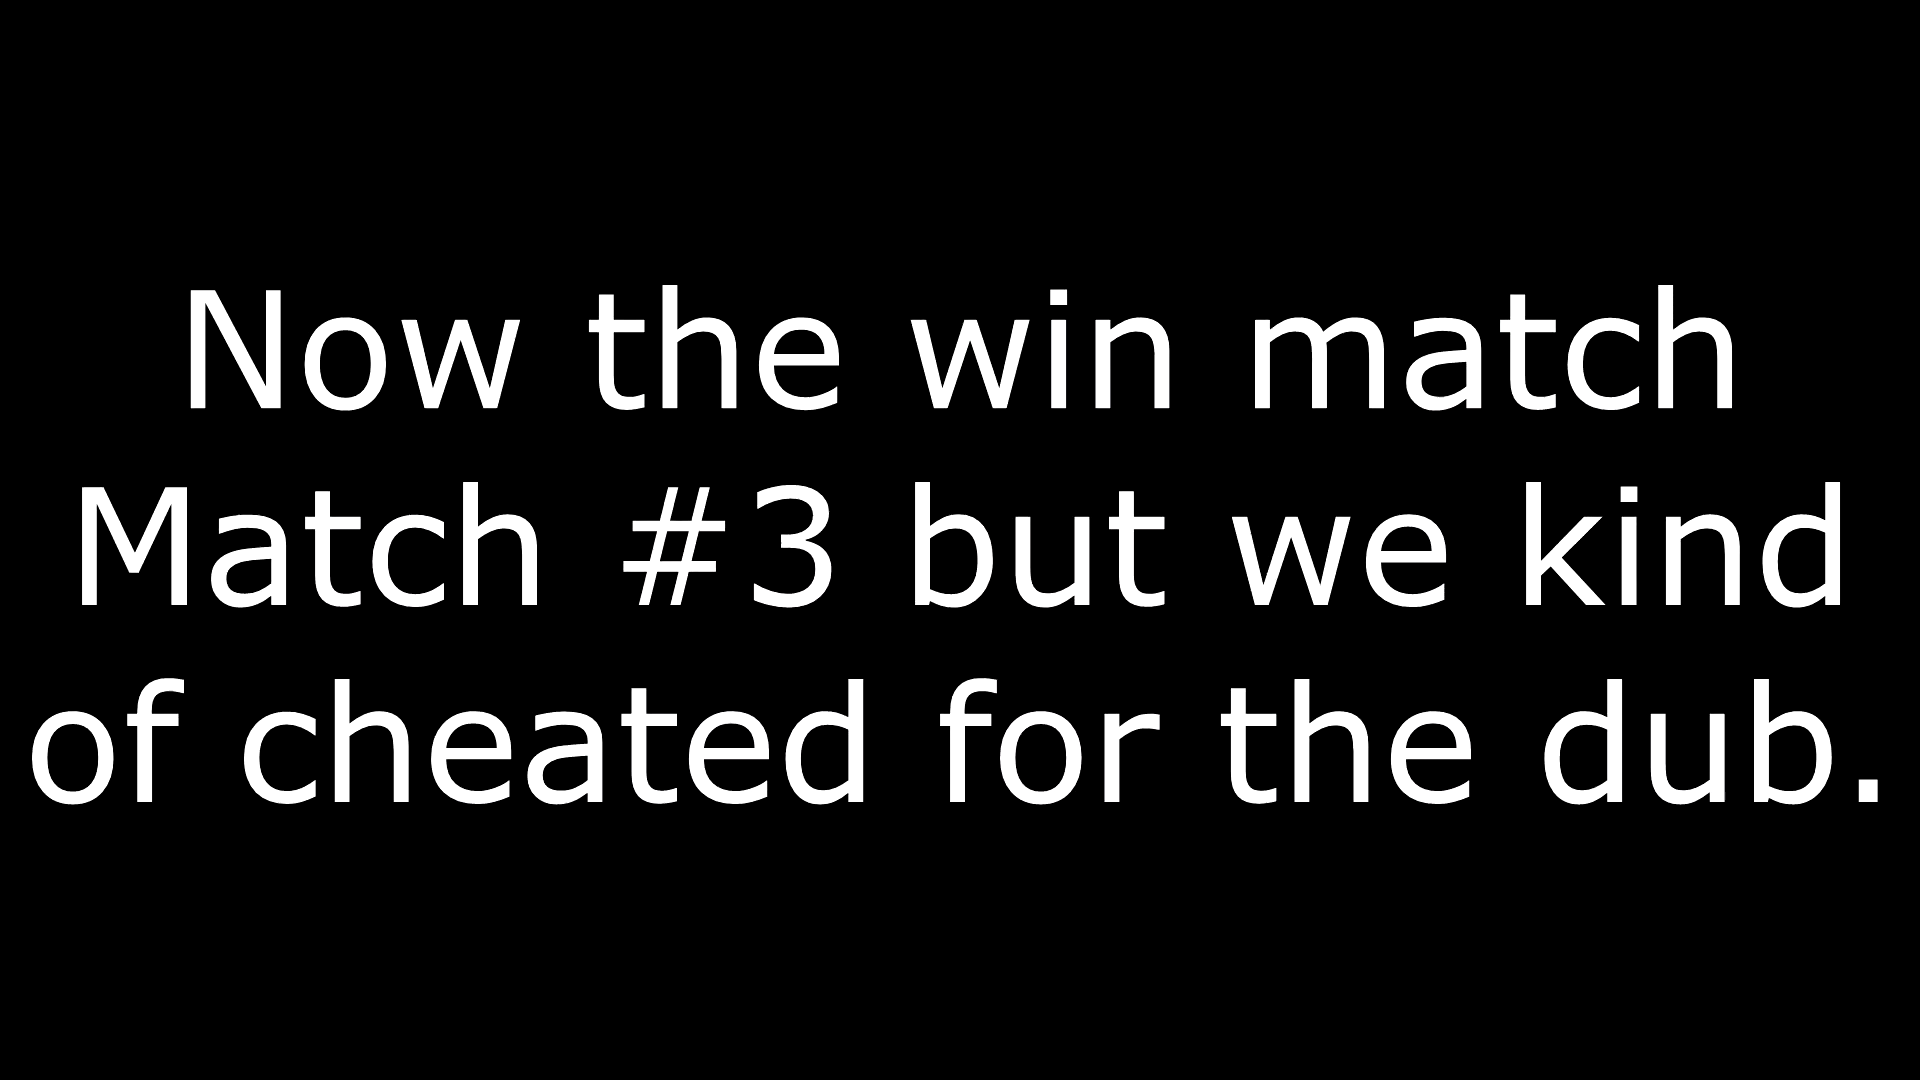 Now the win match
Match #3 but we kind
of cheated for the dub.